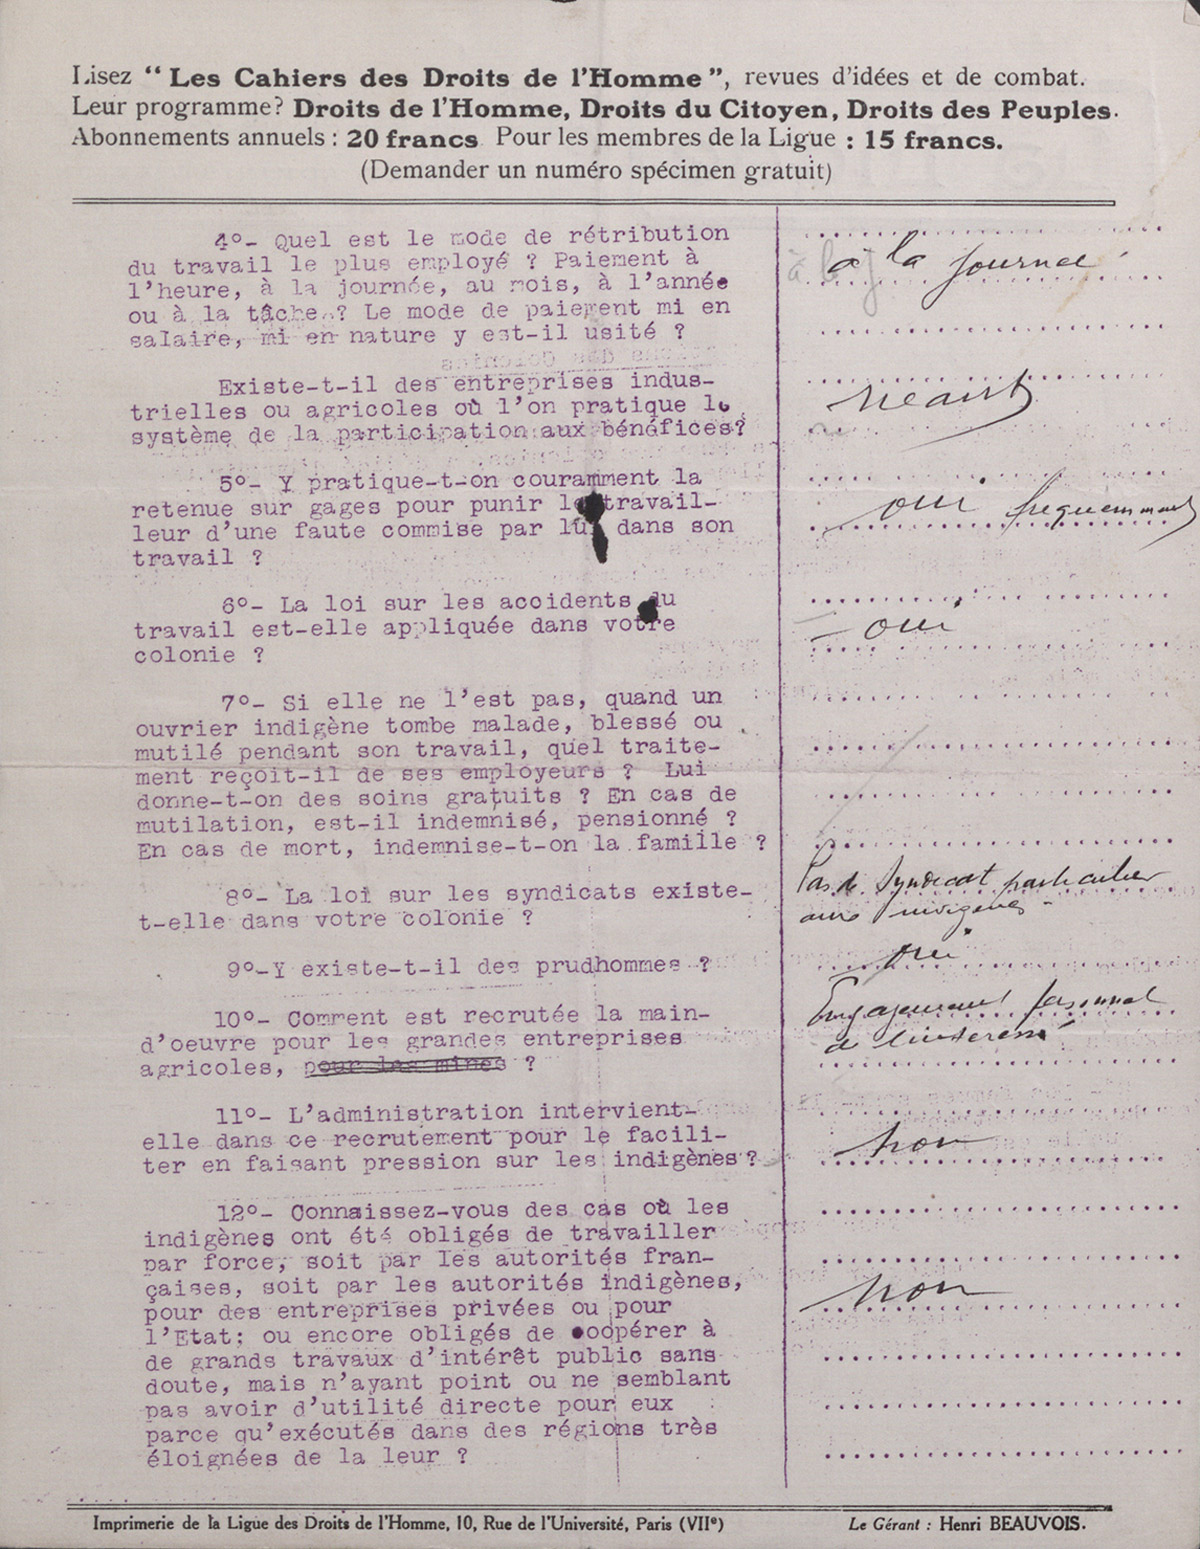 Lisez “ Les Cahiers des Droits de l'Homme ”, revues d'idées et de combat.
Leur programme? Droits de l'Homme, Droits du Citoyen, Droits des Peuples.
Abonnements annuels : 20 francs Pour les membres de la Ligue : 15 francs.
(Demander un numéro spécimen gratuit)
4°- Quel est le mode de rétribution
du travail le plus employé ? Paiement à
l'heure, à la journée, au mois, à l'année
ou à la tâche.? Le mode de paiement mi en
salaire, mi en nature y est-il usité ?
à la journée
Existe-t-il des entreprises indus-
trielles ou agricoles où l'on pratique le
système de la participation aux bénéfices?
Néant
5°- Y pratique-t-on couramment la
retenue sur gages pour punir le travail-
leur d'une faute commise par lui dans son
travail ?
oui fréquemment
6°- La loi sur les accidents du
travail est-elle appliquée dans votre
colonie ?
oui
7°- Si elle ne l'est pas, quand un
ouvrier indigène tombe malade, blessé ou
mutilé pendant son travail, quel traite-
ment reçoit-il de ses employeurs ? Lui
donne-t-on des soins gratuits ? En cas de
mutilation, est-il indemnisé, pensionné ?
En cas de mort, indemnise-t-on la famille ?
8°- La loi sur les syndicats existe-
t-elle dans votre colonie ?
Pas de Syndicat particulier
aux indigènes
9°-Y existe-t-il des prudhommes ?
oui
10°- Comment est recrutée la main-
d'oeuvre pour les grandes entreprises
agricoles, pour les mines ?
Engagement personnel
de l'intéressé
11°- L'administration intervient-
elle dans ce recrutement pour le facili-
ter en faisant pression sur les indigènes ?
non
12°- Connaissez-vous des cas où les
indigènes ont été obligés de travailler
par force, soit par les autorités fran-
çaises, soit par les autorités indigènes,
pour des entreprises privées ou pour
l'Etat; ou encore obligés de coopérer à
de grands travaux d'intérêt public sans
doute, mais n'ayant point ou ne semblant
pas avoir d'utilité directe pour eux
parce qu'exécutés dans des régions très
éloignées de la leur ?
non
Imprimerie de la Ligue des Droits de l'Homme, 10, Rue de l'Université, Paris (VIIe)
Le Gérant : Henri BEAUVOIS.